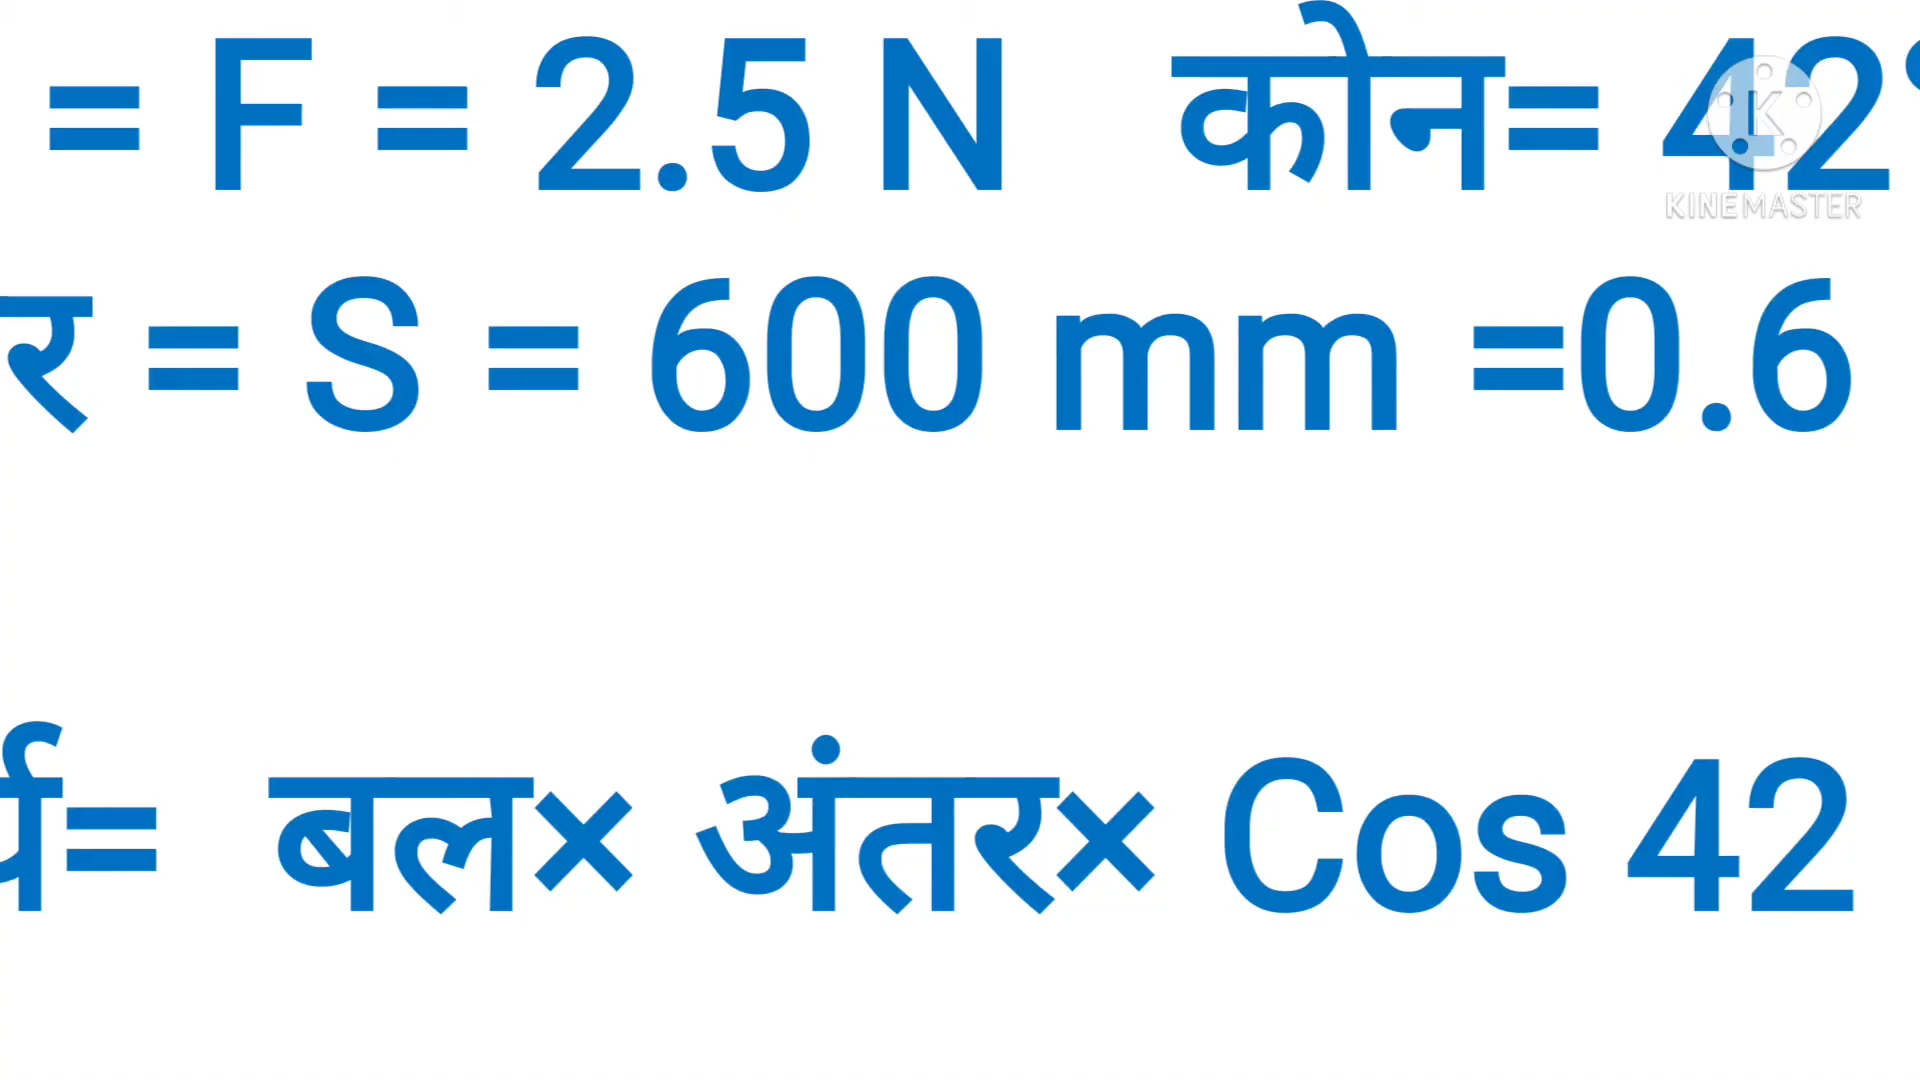 = F = 2.5 N कोन= 42°
र = S = 600 mm =0.6
र्य= बल× अंतर× Cos 42
KINEMASTER